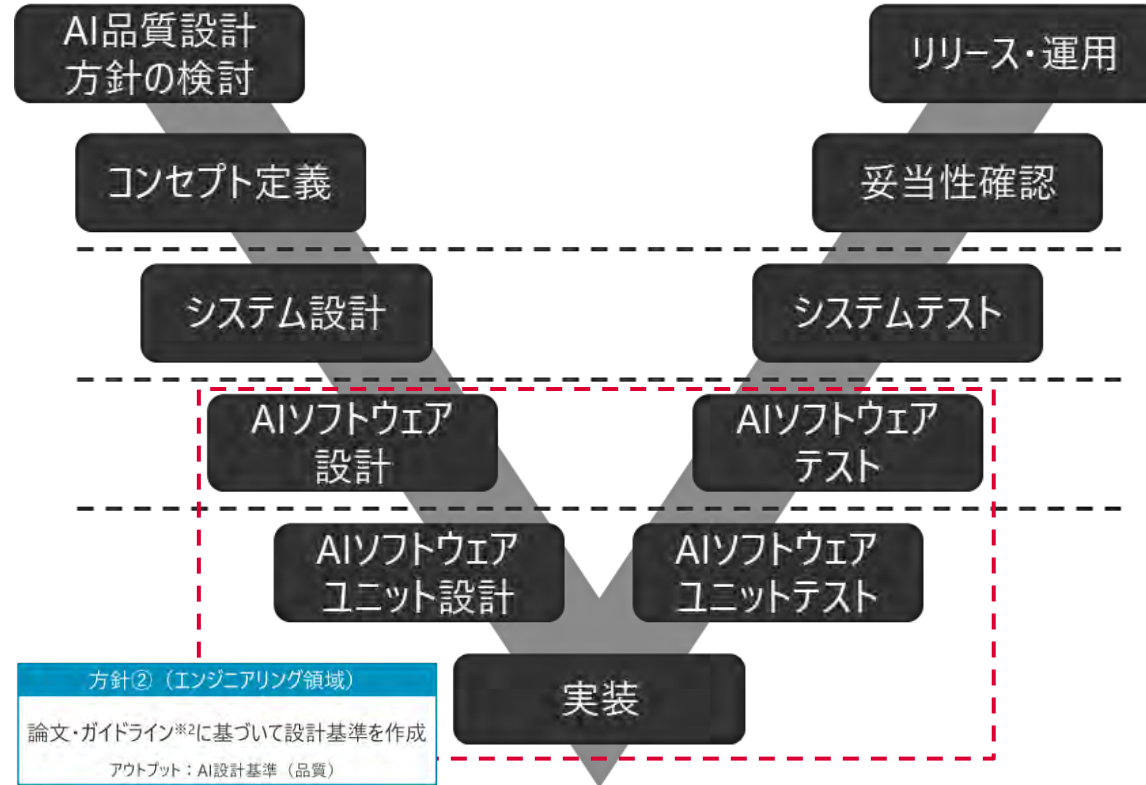 AI品質設計
方針の検討
リリース・運用
コンセプト定義
妥当性確認
システム設計
システムテスト
AIソフトウェア
設計
AIソフトウェア
テスト
AIソフトウェア
ユニット設計
AIソフトウェア
ユニットテスト
実装
方針②（エンジニアリング領域）
論文・ガイドライン※2に基づいて設計基準を作成
アウトプット：AI設計基準（品質）